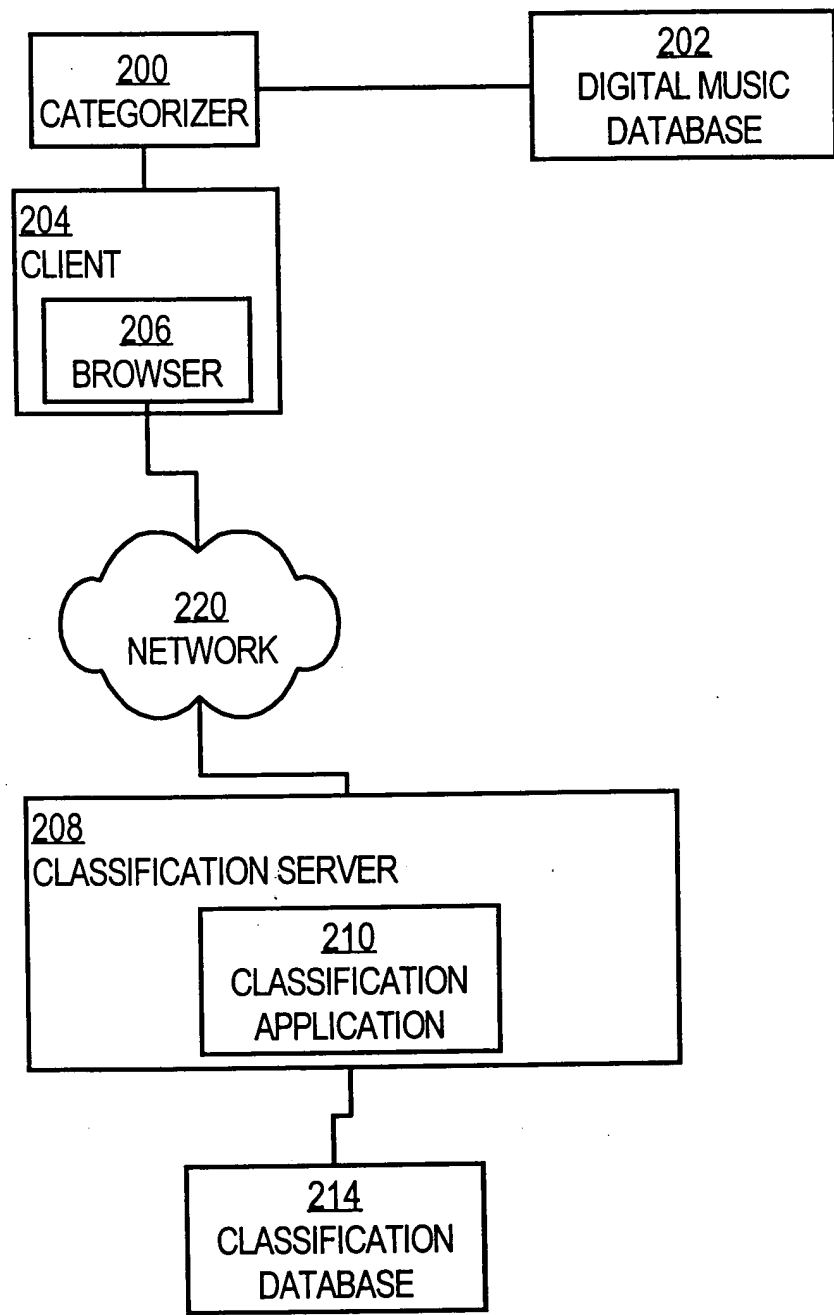 200
CATEGORIZER
202
DIGITAL MUSIC
DATABASE
204
CLIENT
206
BROWSER
220
NETWORK
208
CLASSIFICATION SERVER
210
CLASSIFICATION
APPLICATION
214
CLASSIFICATION
DATABASE